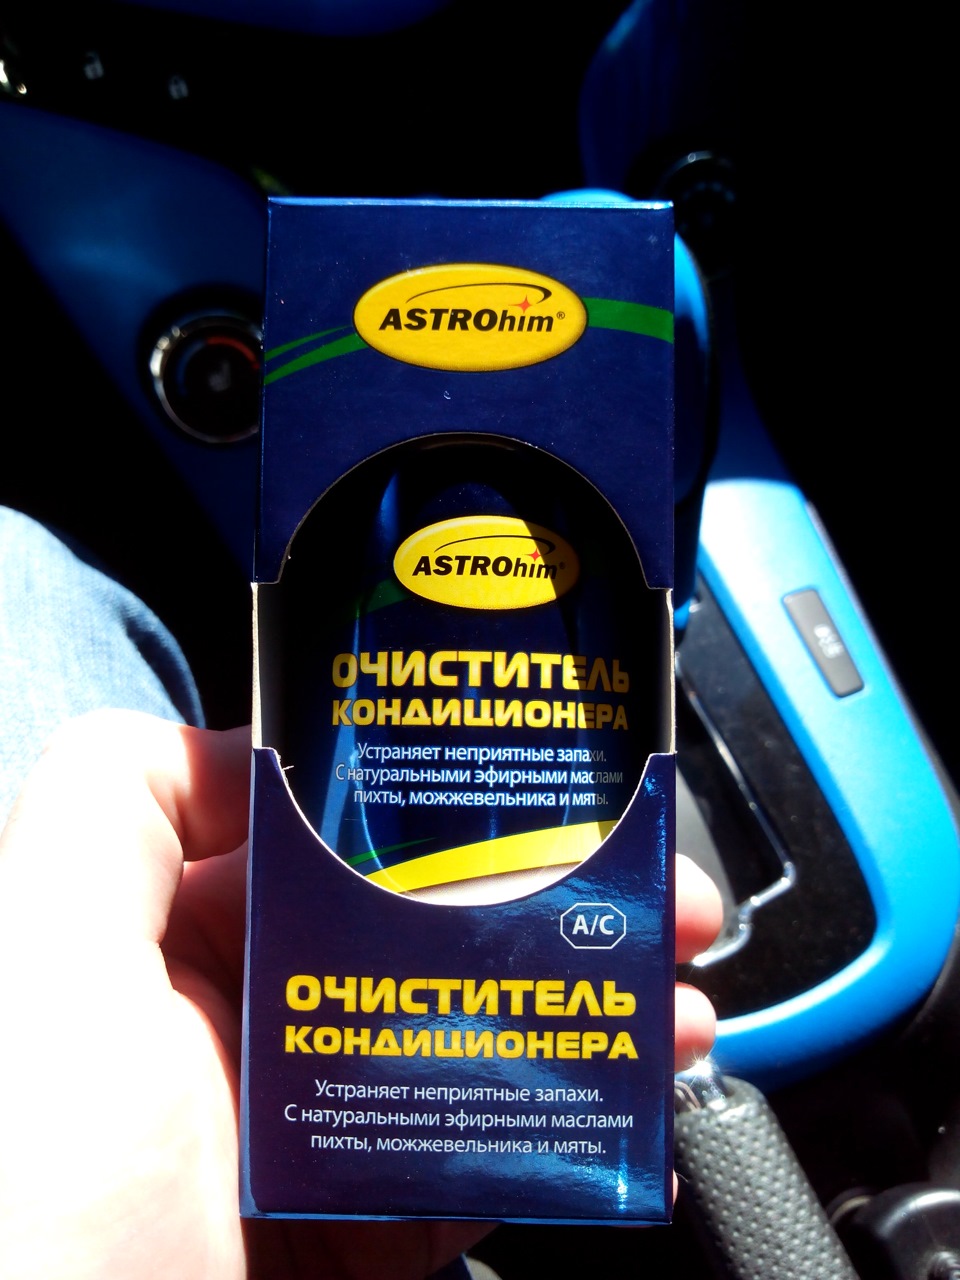 ASTROhim®
ASTROhim®
ОЧИСТИТЕЛЬ
КОНДИЦИОНЕРА
Устраняет неприятные запахи.
С натуральными эфирными маслами
пихты, можжевельника и мяты.
A/C
ОЧИСТИТЕЛЬ
КОНДИЦИОНЕРА
Устраняет неприятные запахи.
С натуральными эфирными маслами
пихты, можжевельника и мяты.